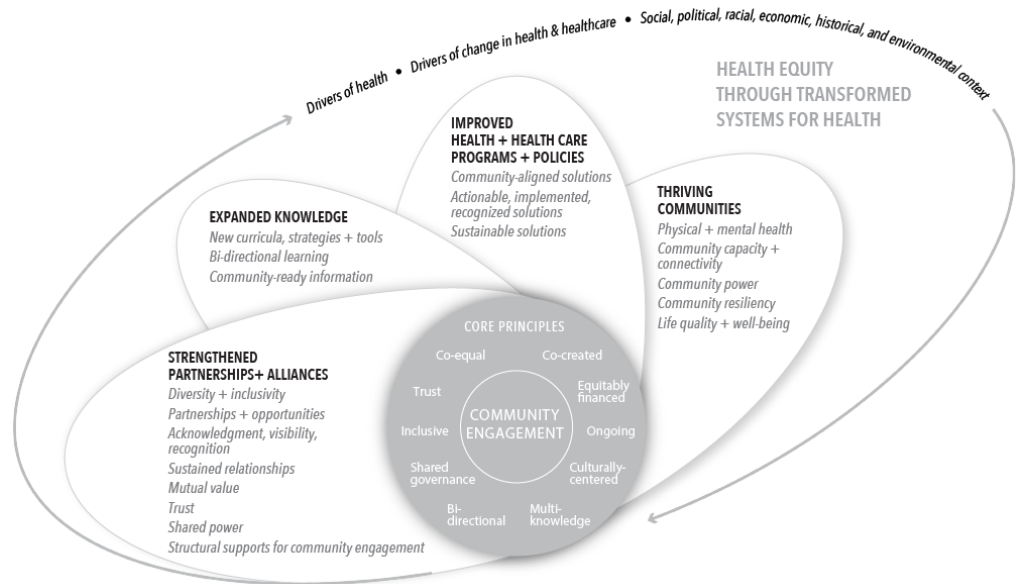 Drivers of health • Drivers of change in health & healthcare • Social, political, racial, economic, historical, and environmental context
HEALTH EQUITY
THROUGH TRANSFORMED
SYSTEMS FOR HEALTH
IMPROVED
HEALTH + HEALTH CARE
PROGRAMS + POLICIES
Community-aligned solutions
Actionable, implemented,
recognized solutions
Sustainable solutions
THRIVING
COMMUNITIES
Physical + mental health
Community capacity +
connectivity
Community power
Community resiliency
Life quality + well-being
EXPANDED KNOWLEDGE
New curricula, strategies + tools
Bi-directional learning
Community-ready information
STRENGTHENED
PARTNERSHIPS+ ALLIANCES
Diversity + inclusivity
Partnerships + opportunities
Acknowledgment, visibility,
recognition
Sustained relationships
Mutual value
Trust
Shared power
Structural supports for community engagement
CORE PRINCIPLES
Co-equal
Co-created
Trust
Equitably
financed
Inclusive
COMMUNITY
ENGAGEMENT
Ongoing
Shared
governance
Culturally-
centered
Bi-
directional
Multi-
knowledge